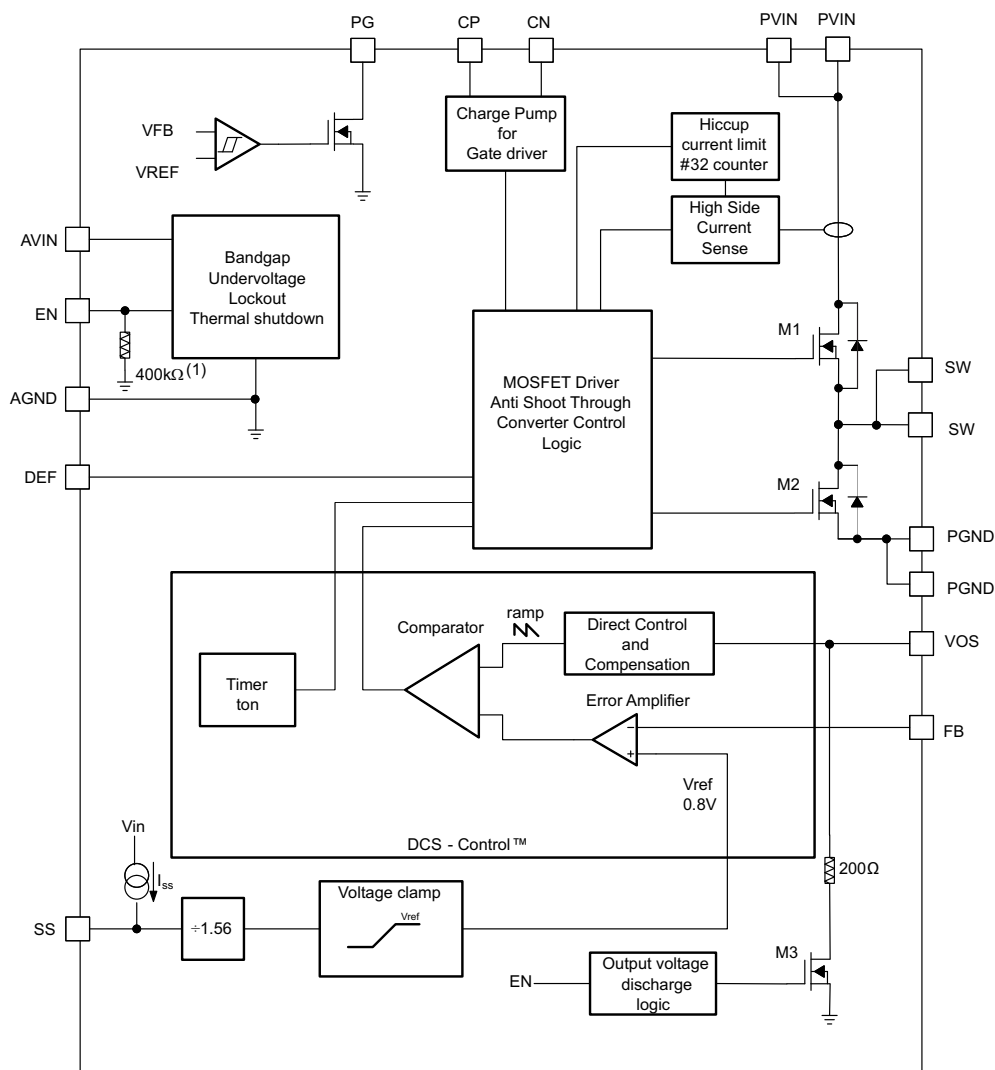 PG
CP
CN
PVIN
PVIN
VFB
VREF
Charge Pump
for
Gate driver
Hiccup
current limit
#32 counter
High Side
Current
Sense
AVIN
EN
Bandgap
Undervoltage
Lockout
Thermal shutdown
400kΩ(1)
AGND
DEF
MOSFET Driver
Anti Shoot Through
Converter Control
Logic
M1
SW
SW
M2
PGND
PGND
ramp
Comparator
Direct Control
and
Compensation
VOS
Timer
ton
Error Amplifier
−
+
FB
Vref
0.8V
DCS - Control™
Vin
Iss
SS
÷1.56
Voltage clamp
Vref
200Ω
M3
EN
Output voltage
discharge
logic